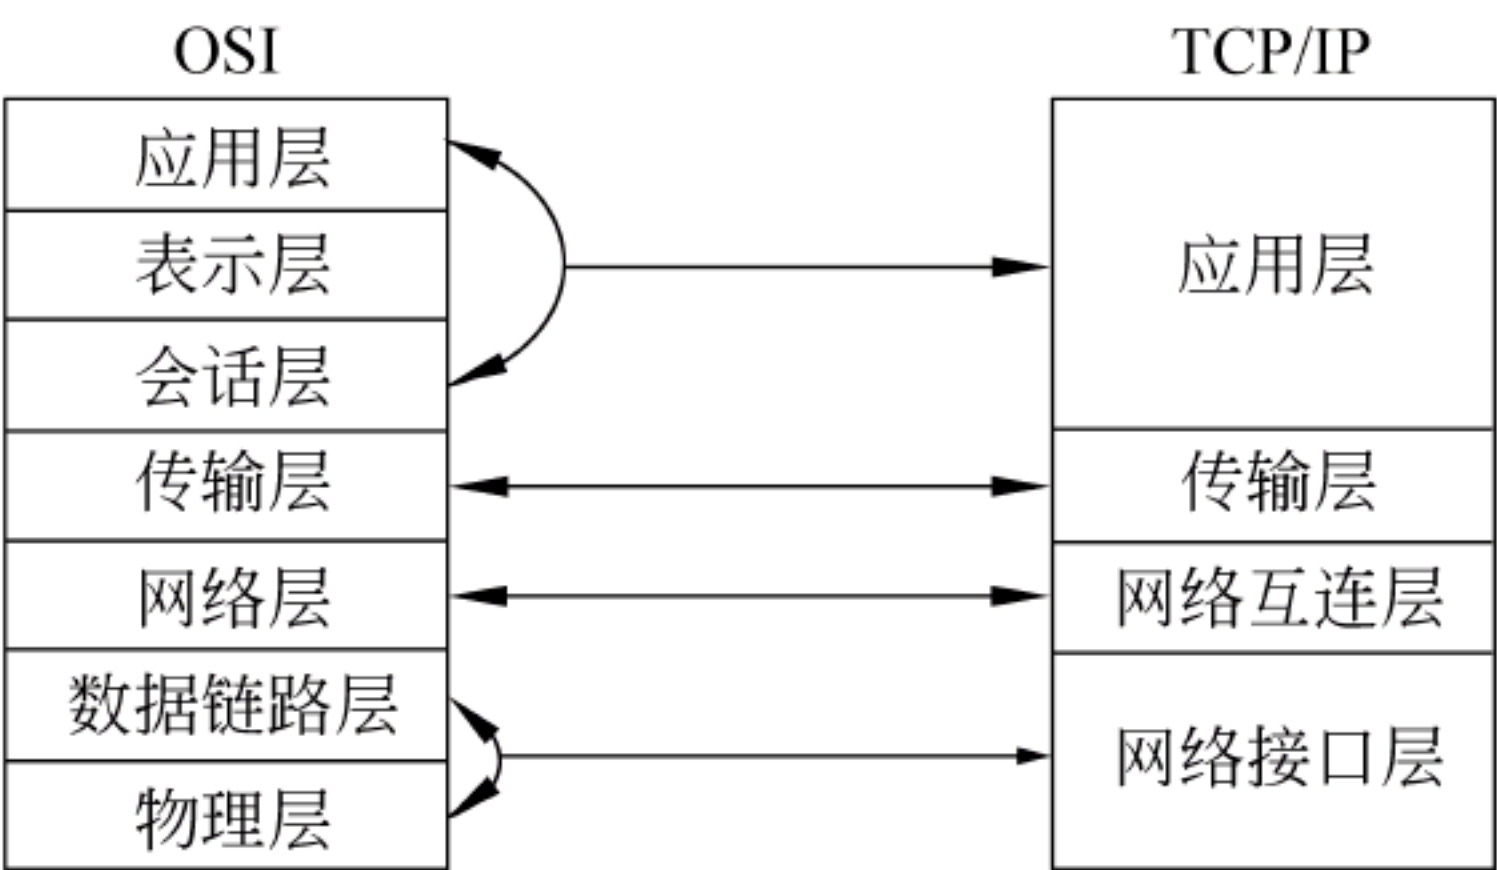 OSI
应用层
表示层
会话层
传输层
网络层
数据链路层
物理层
TCP/IP
应用层
传输层
网络互连层
网络接口层